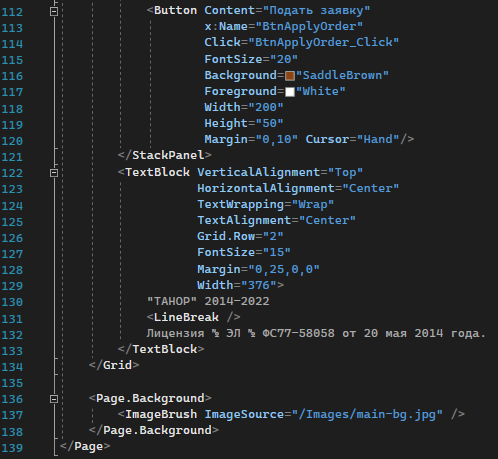 112 <Button Content="Подать заявку"
113 x:Name="BtnApplyOrder"
114 Click="BtnApplyOrder_Click"
115 FontSize="20"
116 Background="SaddleBrown"
117 Foreground="White"
118 Width="200"
119 Height="50"
120 Margin="0,10" Cursor="Hand"/>
121 </StackPanel>
122 <TextBlock VerticalAlignment="Top"
123 HorizontalAlignment="Center"
124 TextWrapping="Wrap"
125 TextAlignment="Center"
126 Grid.Row="2"
127 FontSize="15"
128 Margin="0,25,0,0"
129 Width="376">
130 "ТАНОР" 2014-2022
131 <LineBreak />
132 Лицензия № ЭЛ № ФС77-58058 от 20 мая 2014 года.
133 </TextBlock>
134 </Grid>
135
136 <Page.Background>
137 <ImageBrush ImageSource="/Images/main-bg.jpg" />
138 </Page.Background>
139 </Page>